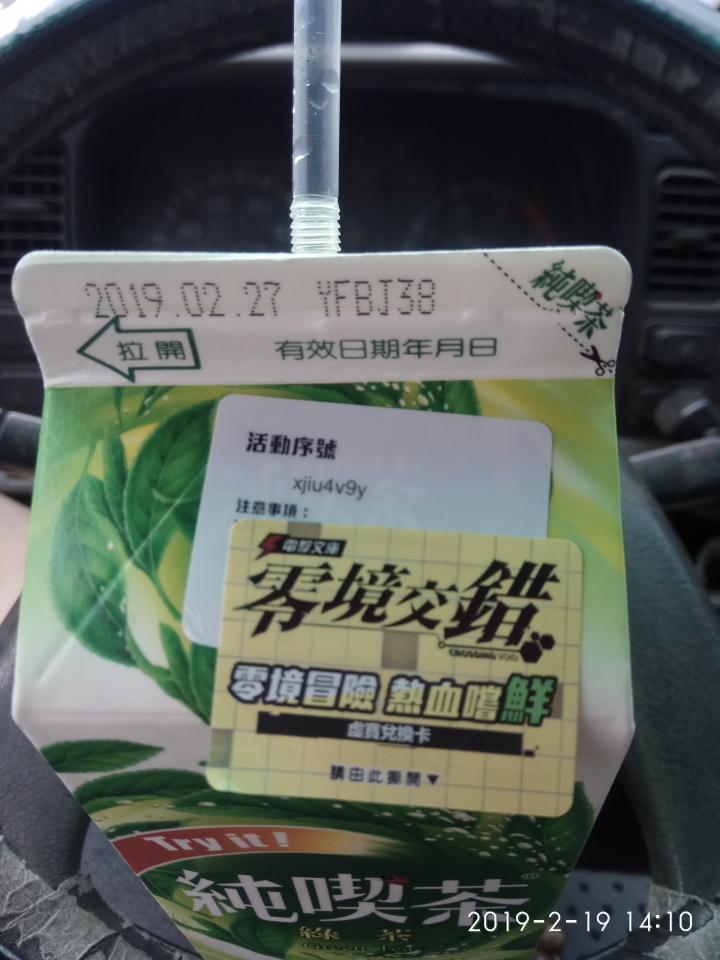 2019.02.27 YFBJ38
純喫茶
拉開
有效日期年月日
活動序號
xjiu4v9y
注意事項：
電擊文庫
零境交錯
CROSSING VOID
零境冒險 熱血嚐鮮
虛寶兌換卡
請由此撕開▼
Try it!
純喫茶®
綠茶
Green Tea
2019-2-19 14:10